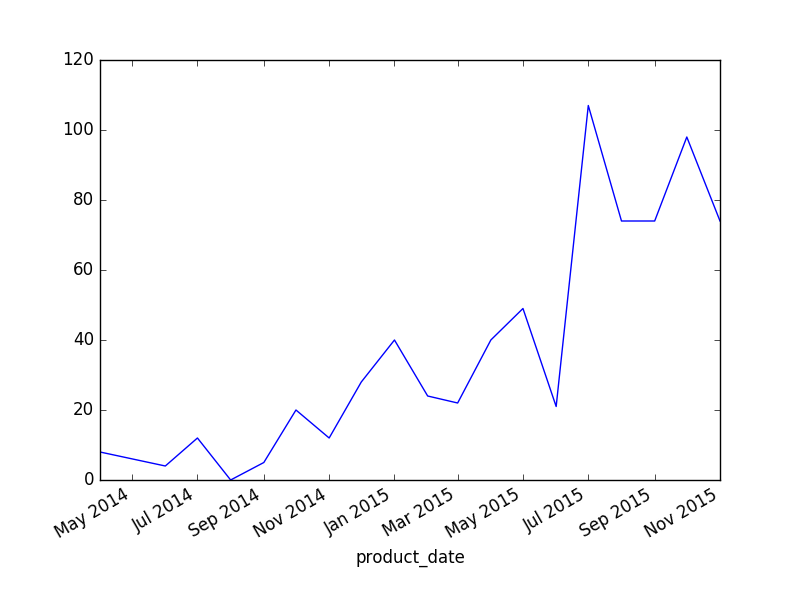 120
100
80
60
40
20
0
May 2014
Jul 2014
Sep 2014
Nov 2014
Jan 2015
Mar 2015
May 2015
Jul 2015
Sep 2015
Nov 2015
product_date